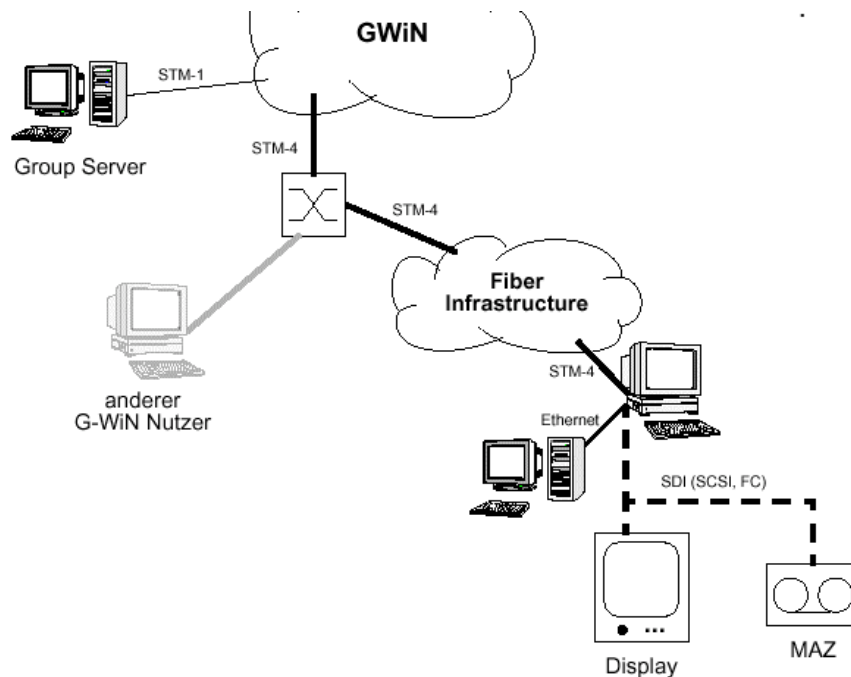 GWiN
STM-1
Group Server
STM-4
STM-4
Fiber
Infrastructure
anderer
G-WiN Nutzer
STM-4
Ethernet
SDI (SCSI, FC)
Display
MAZ